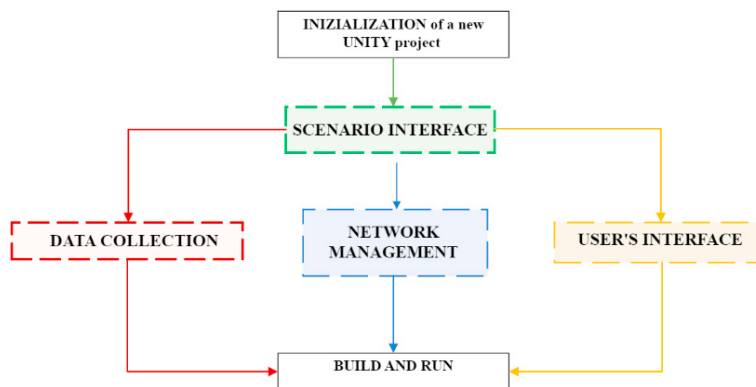 INIZIALIZATION of a new
UNITY project
SCENARIO INTERFACE
DATA COLLECTION
NETWORK
MANAGEMENT
USER'S INTERFACE
BUILD AND RUN